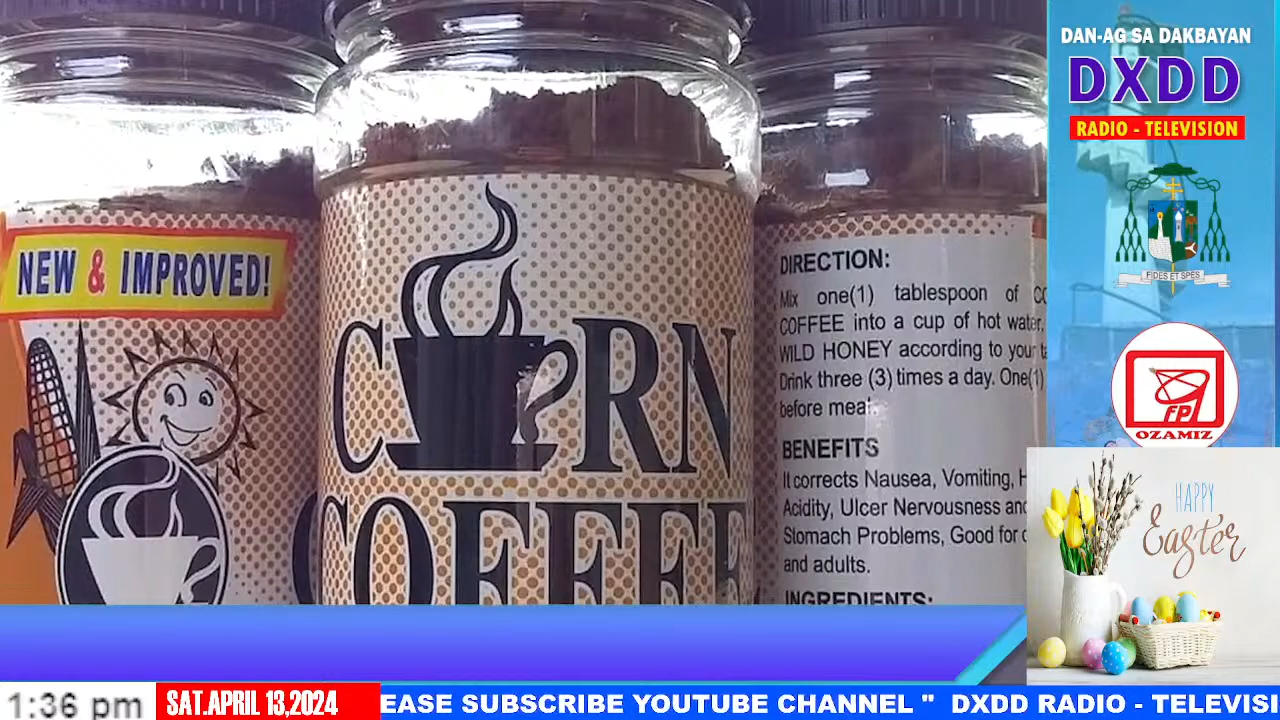 NEW & IMPROVED!
CORN
COFFEE
DIRECTION:
Mix one(1) tablespoon of
COFFEE into a cup of hot water.
WILD HONEY according to your
Drink three (3) times a day. One(1)
before meal.
BENEFITS
It corrects Nausea, Vomiting,
Acidity, Ulcer Nervousness and
Stomach Problems, Good for
and adults.
INGREDIENTS:
DAN-AG SA DAKBAYAN
DXDD
RADIO - TELEVISION
FIDES ET SPES
FP
OZAMIZ
HAPPY
Easter
1:36 pm
SAT.APRIL 13,2024
EASE SUBSCRIBE YOUTUBE CHANNEL " DXDD RADIO - TELEVISI